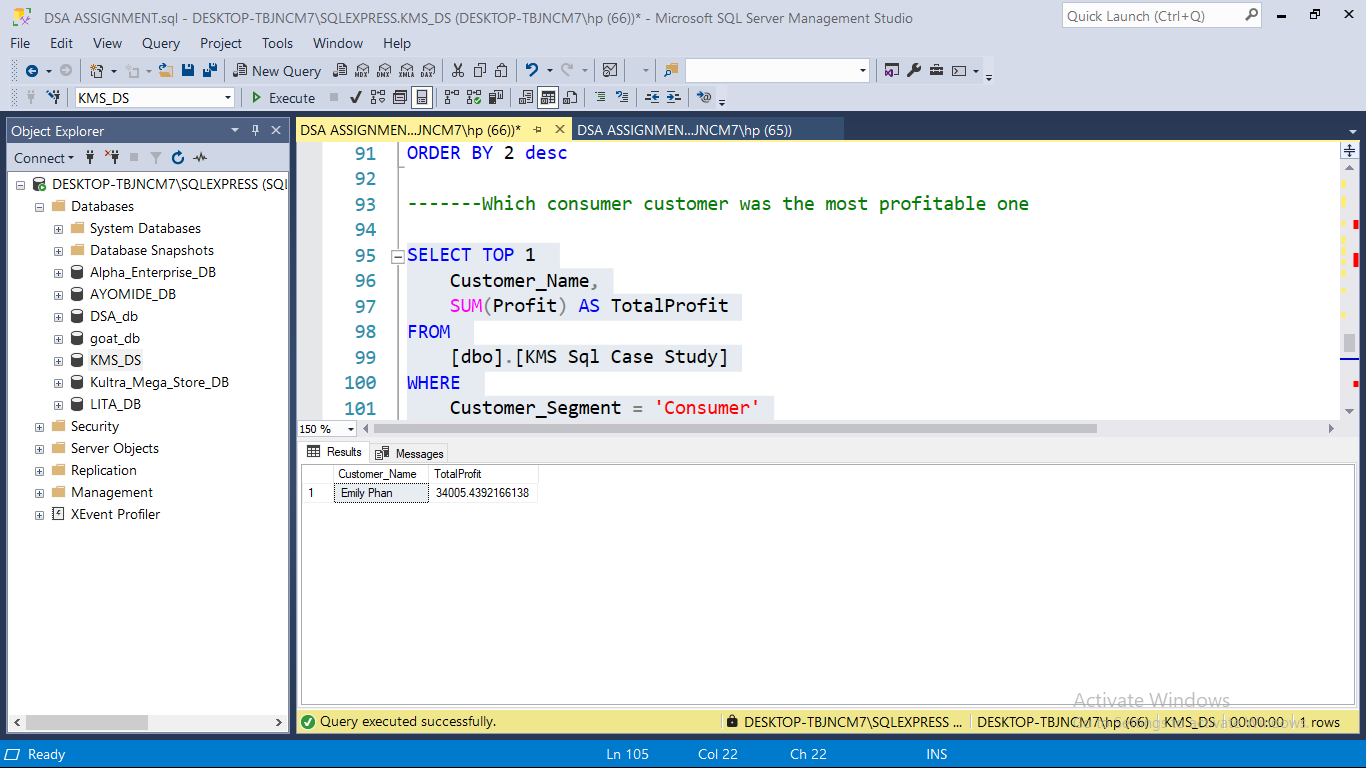 DSA ASSIGNMENT.sql - DESKTOP-TBJNCM7\SQLEXPRESS.KMS_DS (DESKTOP-TBJNCM7\hp (66))* - Microsoft SQL Server Management Studio
Quick Launch (Ctrl+Q)
File Edit View Query Project Tools Window Help
New Query
MDX DMX XMLA DAX
KMS_DS
Execute
Object Explorer
Connect
DESKTOP-TBJNCM7\SQLEXPRESS (SQL
Databases
System Databases
Database Snapshots
Alpha_Enterprise_DB
AYOMIDE_DB
DSA_db
goat_db
KMS_DS
Kultra_Mega_Store_DB
LITA_DB
Security
Server Objects
Replication
Management
XEvent Profiler
DSA ASSIGNMEN...JNCM7\hp (66))*
DSA ASSIGNMEN...JNCM7\hp (65))
91 ORDER BY 2 desc
92
93 -------Which consumer customer was the most profitable one
94
95 SELECT TOP 1
96 Customer_Name,
97 SUM(Profit) AS TotalProfit
98 FROM
99 [dbo].[KMS Sql Case Study]
100 WHERE
101 Customer_Segment = 'Consumer'
150 %
Results Messages
Customer_Name TotalProfit
1 Emily Phan 34005.4392166138
Activate Windows
Query executed successfully.
DESKTOP-TBJNCM7\SQLEXPRESS ... DESKTOP-TBJNCM7\hp (66) KMS_DS 00:00:00 1 rows
Ready Ln 105 Col 22 Ch 22 INS